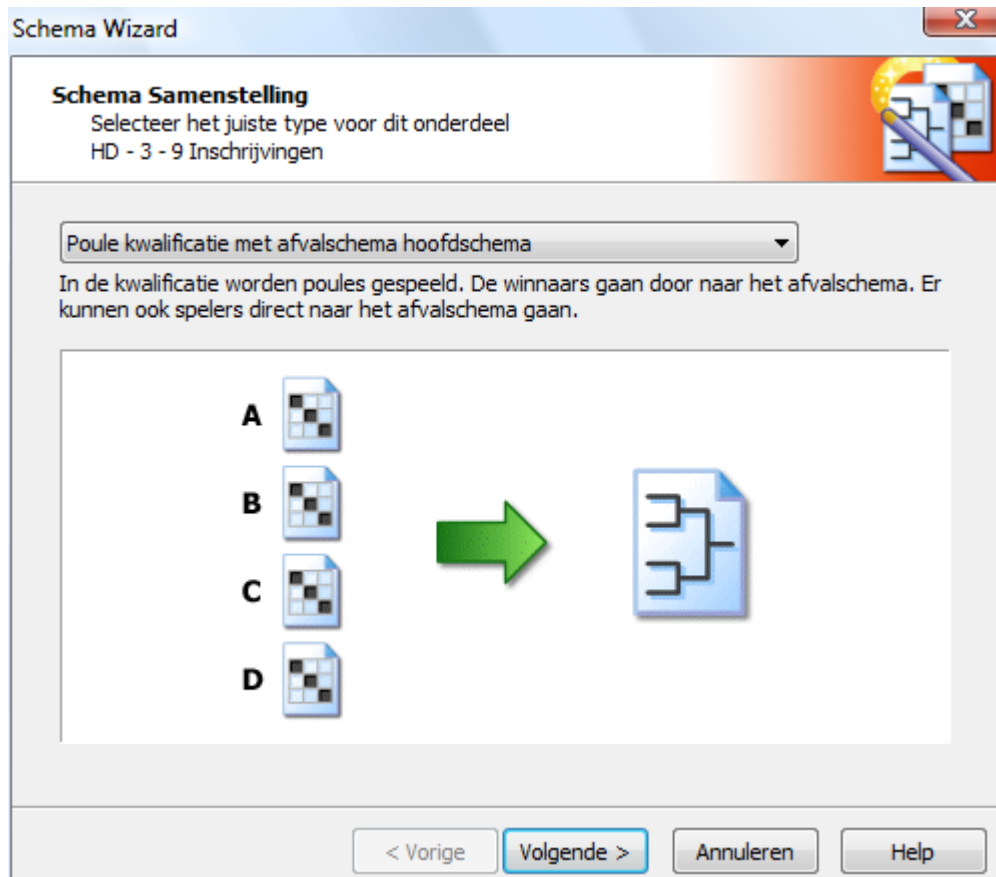 Schema Wizard
Schema Samenstelling
Selecteer het juiste type voor dit onderdeel
HD - 3 - 9 Inschrijvingen
Poule kwalificatie met afvalschema hoofdschema
In de kwalificatie worden poules gespeeld. De winnaars gaan door naar het afvalschema. Er
kunnen ook spelers direct naar het afvalschema gaan.
A
B
C
D
< Vorige
Volgende >
Annuleren
Help